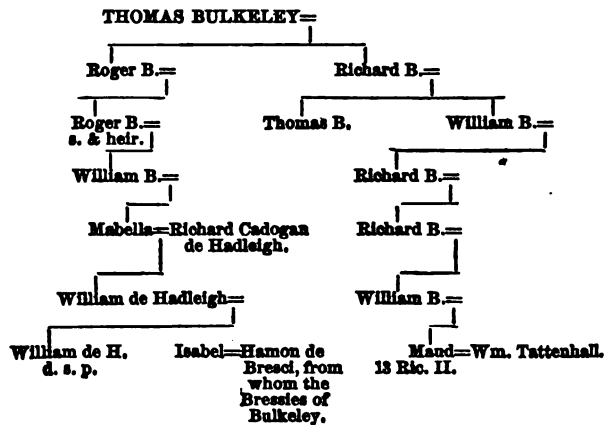 THOMAS BULKELEY=
Roger B.= Richard B.=
Roger B.= Thomas B. William B.=
s. & heir.
William B.= Richard B.=
Mabella=Richard Cadogan Richard B.=
de Hadleigh.
William de Hadleigh= William B.=
William de H. Isabel=Hamon de Maud=Wm. Tattenhall.
d. s. p. Bresci, from 13 Ric. II.
whom the
Bressies of
Bulkeley.